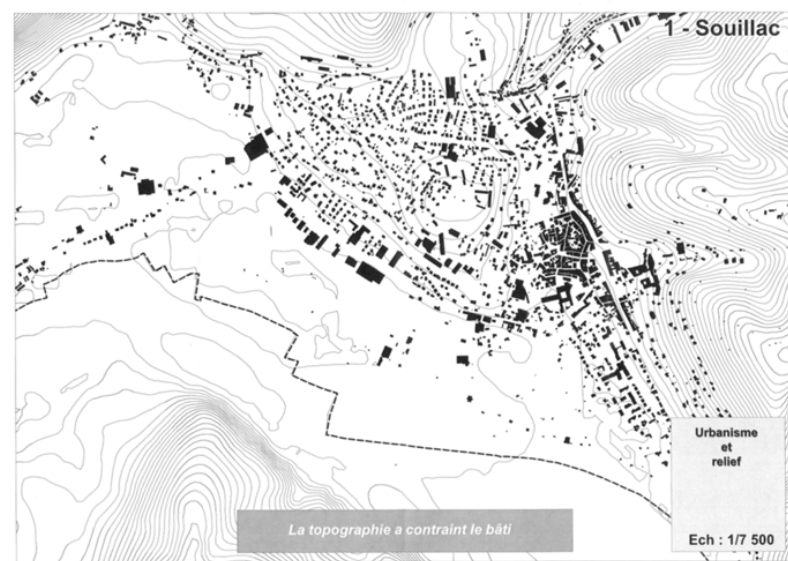 1 - Souillac
Urbanisme
et
relief
La topographie a contraint le bâti
Ech : 1/7 500